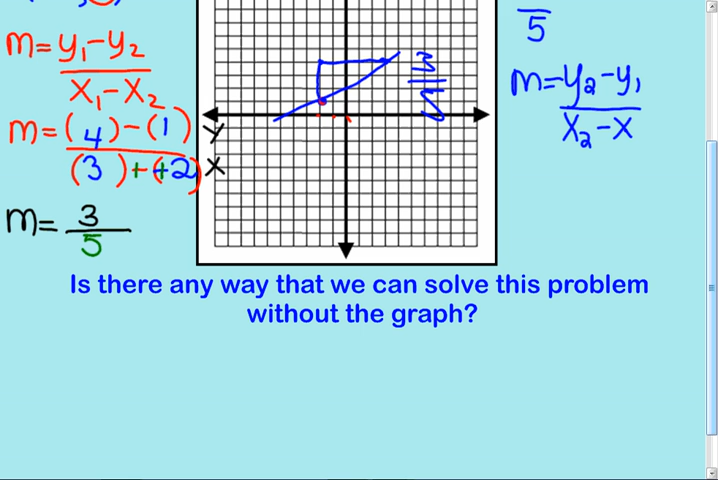 m = y₁ - y₂
x₁ - x₂
m = (4) - (1) y
(3) + (+2) x
m = 3
5
3
5
5
m = y₂ - y₁
x₂ - x
Is there any way that we can solve this problem
without the graph?